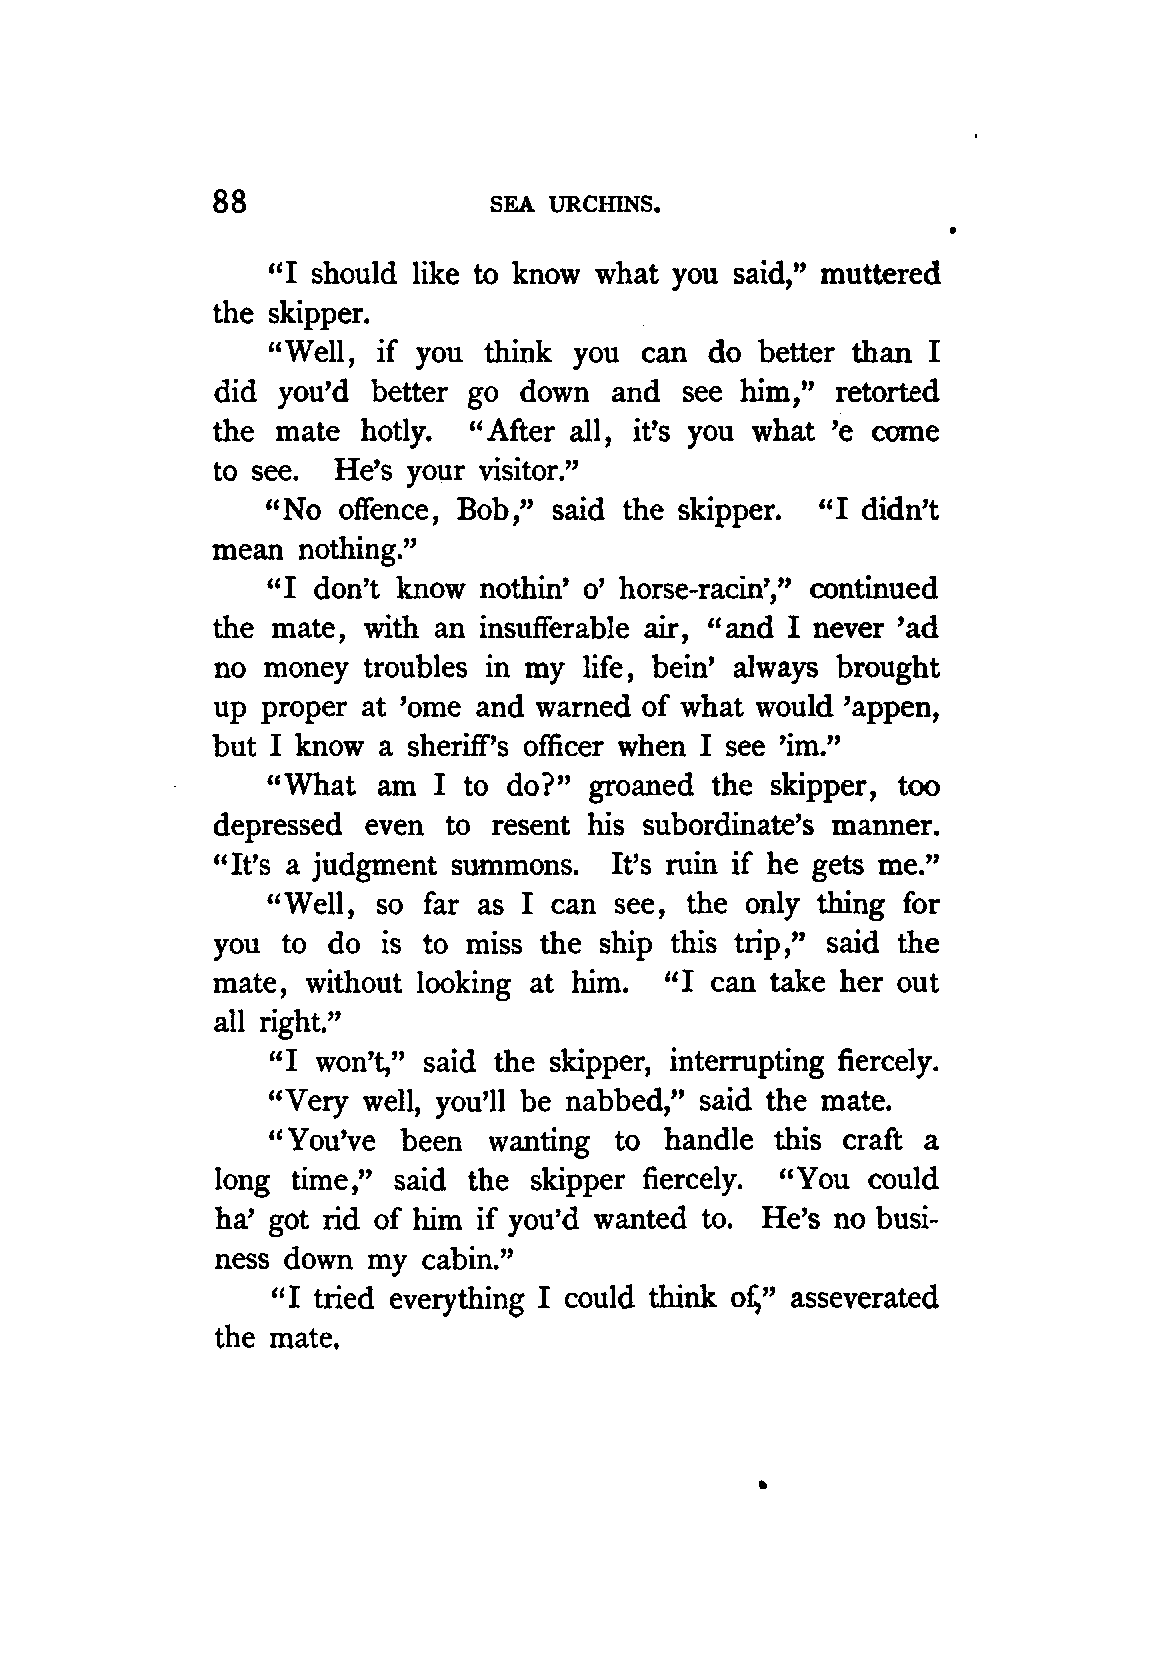 88 SEA URCHINS.
“I should like to know what you said,” muttered
the skipper.
“Well, if you think you can do better than I
did you’d better go down and see him,” retorted
the mate hotly. “After all, it’s you what ’e come
to see. He’s your visitor.”
“No offence, Bob,” said the skipper. “I didn’t
mean nothing.”
“I don’t know nothin’ o’ horse-racin’,” continued
the mate, with an insufferable air, “and I never ’ad
no money troubles in my life, bein’ always brought
up proper at ’ome and warned of what would ’appen,
but I know a sheriff’s officer when I see ’im.”
“What am I to do?” groaned the skipper, too
depressed even to resent his subordinate’s manner.
“It’s a judgment summons. It’s ruin if he gets me.”
“Well, so far as I can see, the only thing for
you to do is to miss the ship this trip,” said the
mate, without looking at him. “I can take her out
all right.”
“I won’t,” said the skipper, interrupting fiercely.
“Very well, you’ll be nabbed,” said the mate.
“You’ve been wanting to handle this craft a
long time,” said the skipper fiercely. “You could
ha’ got rid of him if you’d wanted to. He’s no busi-
ness down my cabin.”
“I tried everything I could think of,” asseverated
the mate.